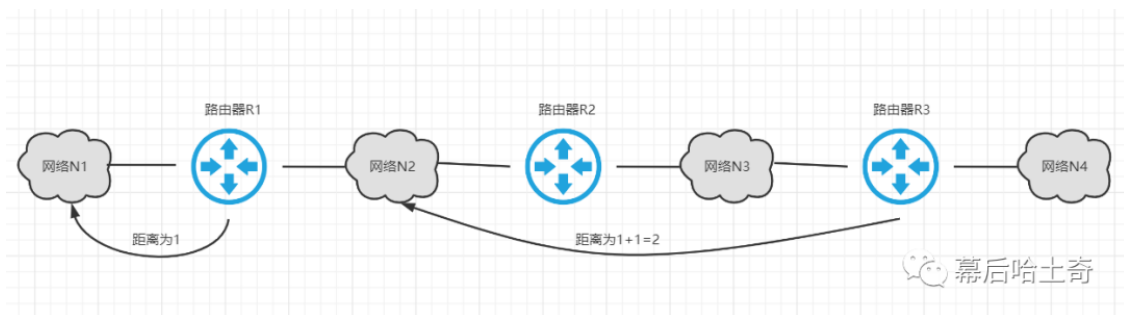 路由器R1
路由器R2
路由器R3
网络N1
网络N2
网络N3
网络N4
距离为1
距离为1+1=2
幕后哈士奇